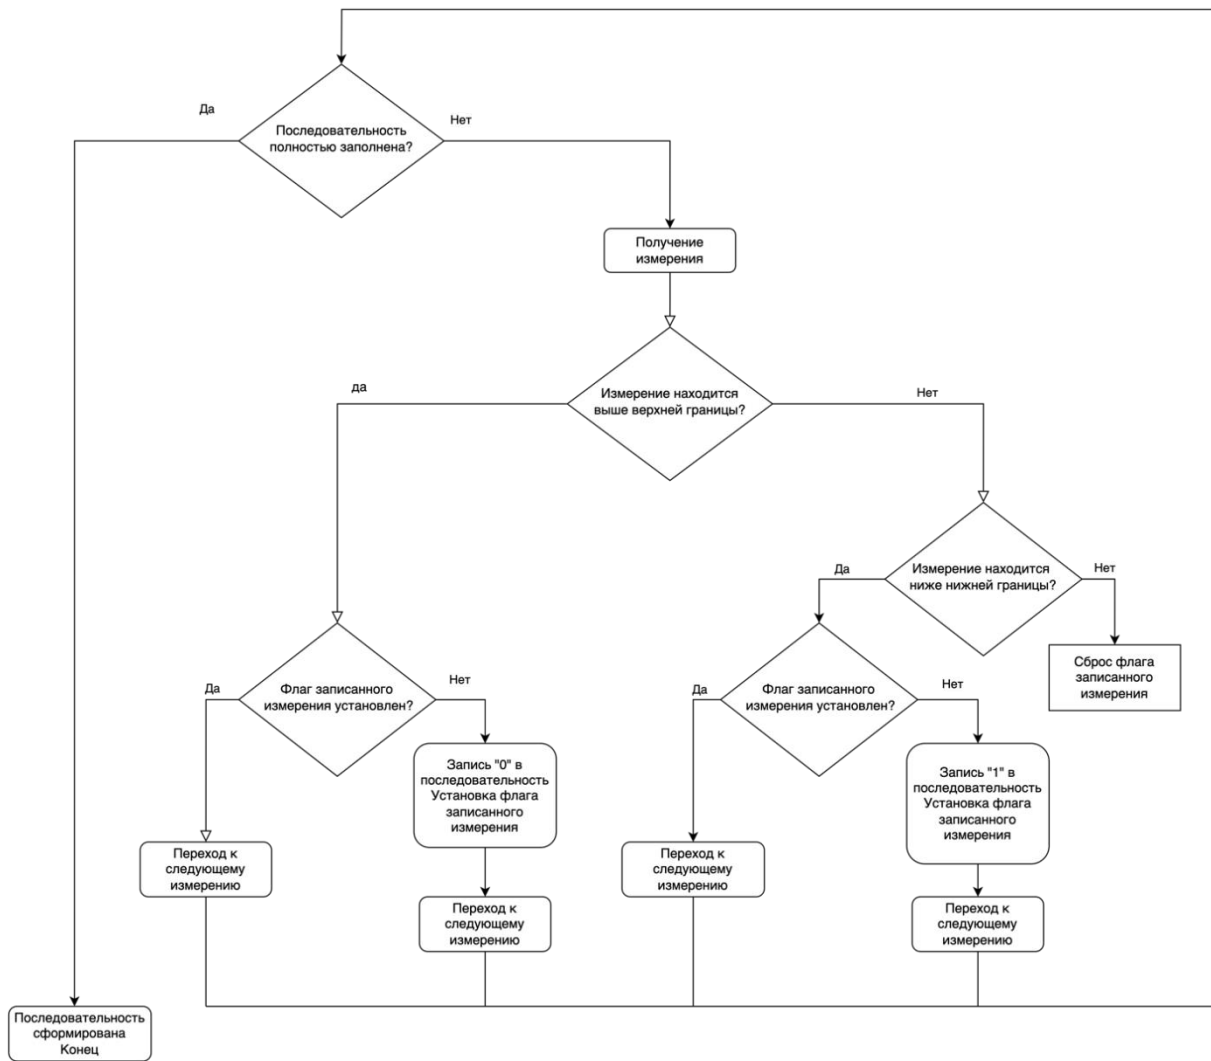 Да
Нет
Последовательность
полностью заполнена?
Получение
измерения
да
Нет
Измерение находится
выше верхней границы?
Да
Нет
Измерение находится
ниже нижней границы?
Да
Нет
Флаг записанного
измерения установлен?
Да
Нет
Флаг записанного
измерения установлен?
Сброс флага
записанного
измерения
Запись "0" в
последовательность
Установка флага
записанного
измерения
Запись "1" в
последовательность
Установка флага
записанного
измерения
Переход к
следующему
измерению
Переход к
следующему
измерению
Переход к
следующему
измерению
Переход к
следующему
измерению
Последовательность
сформирована
Конец